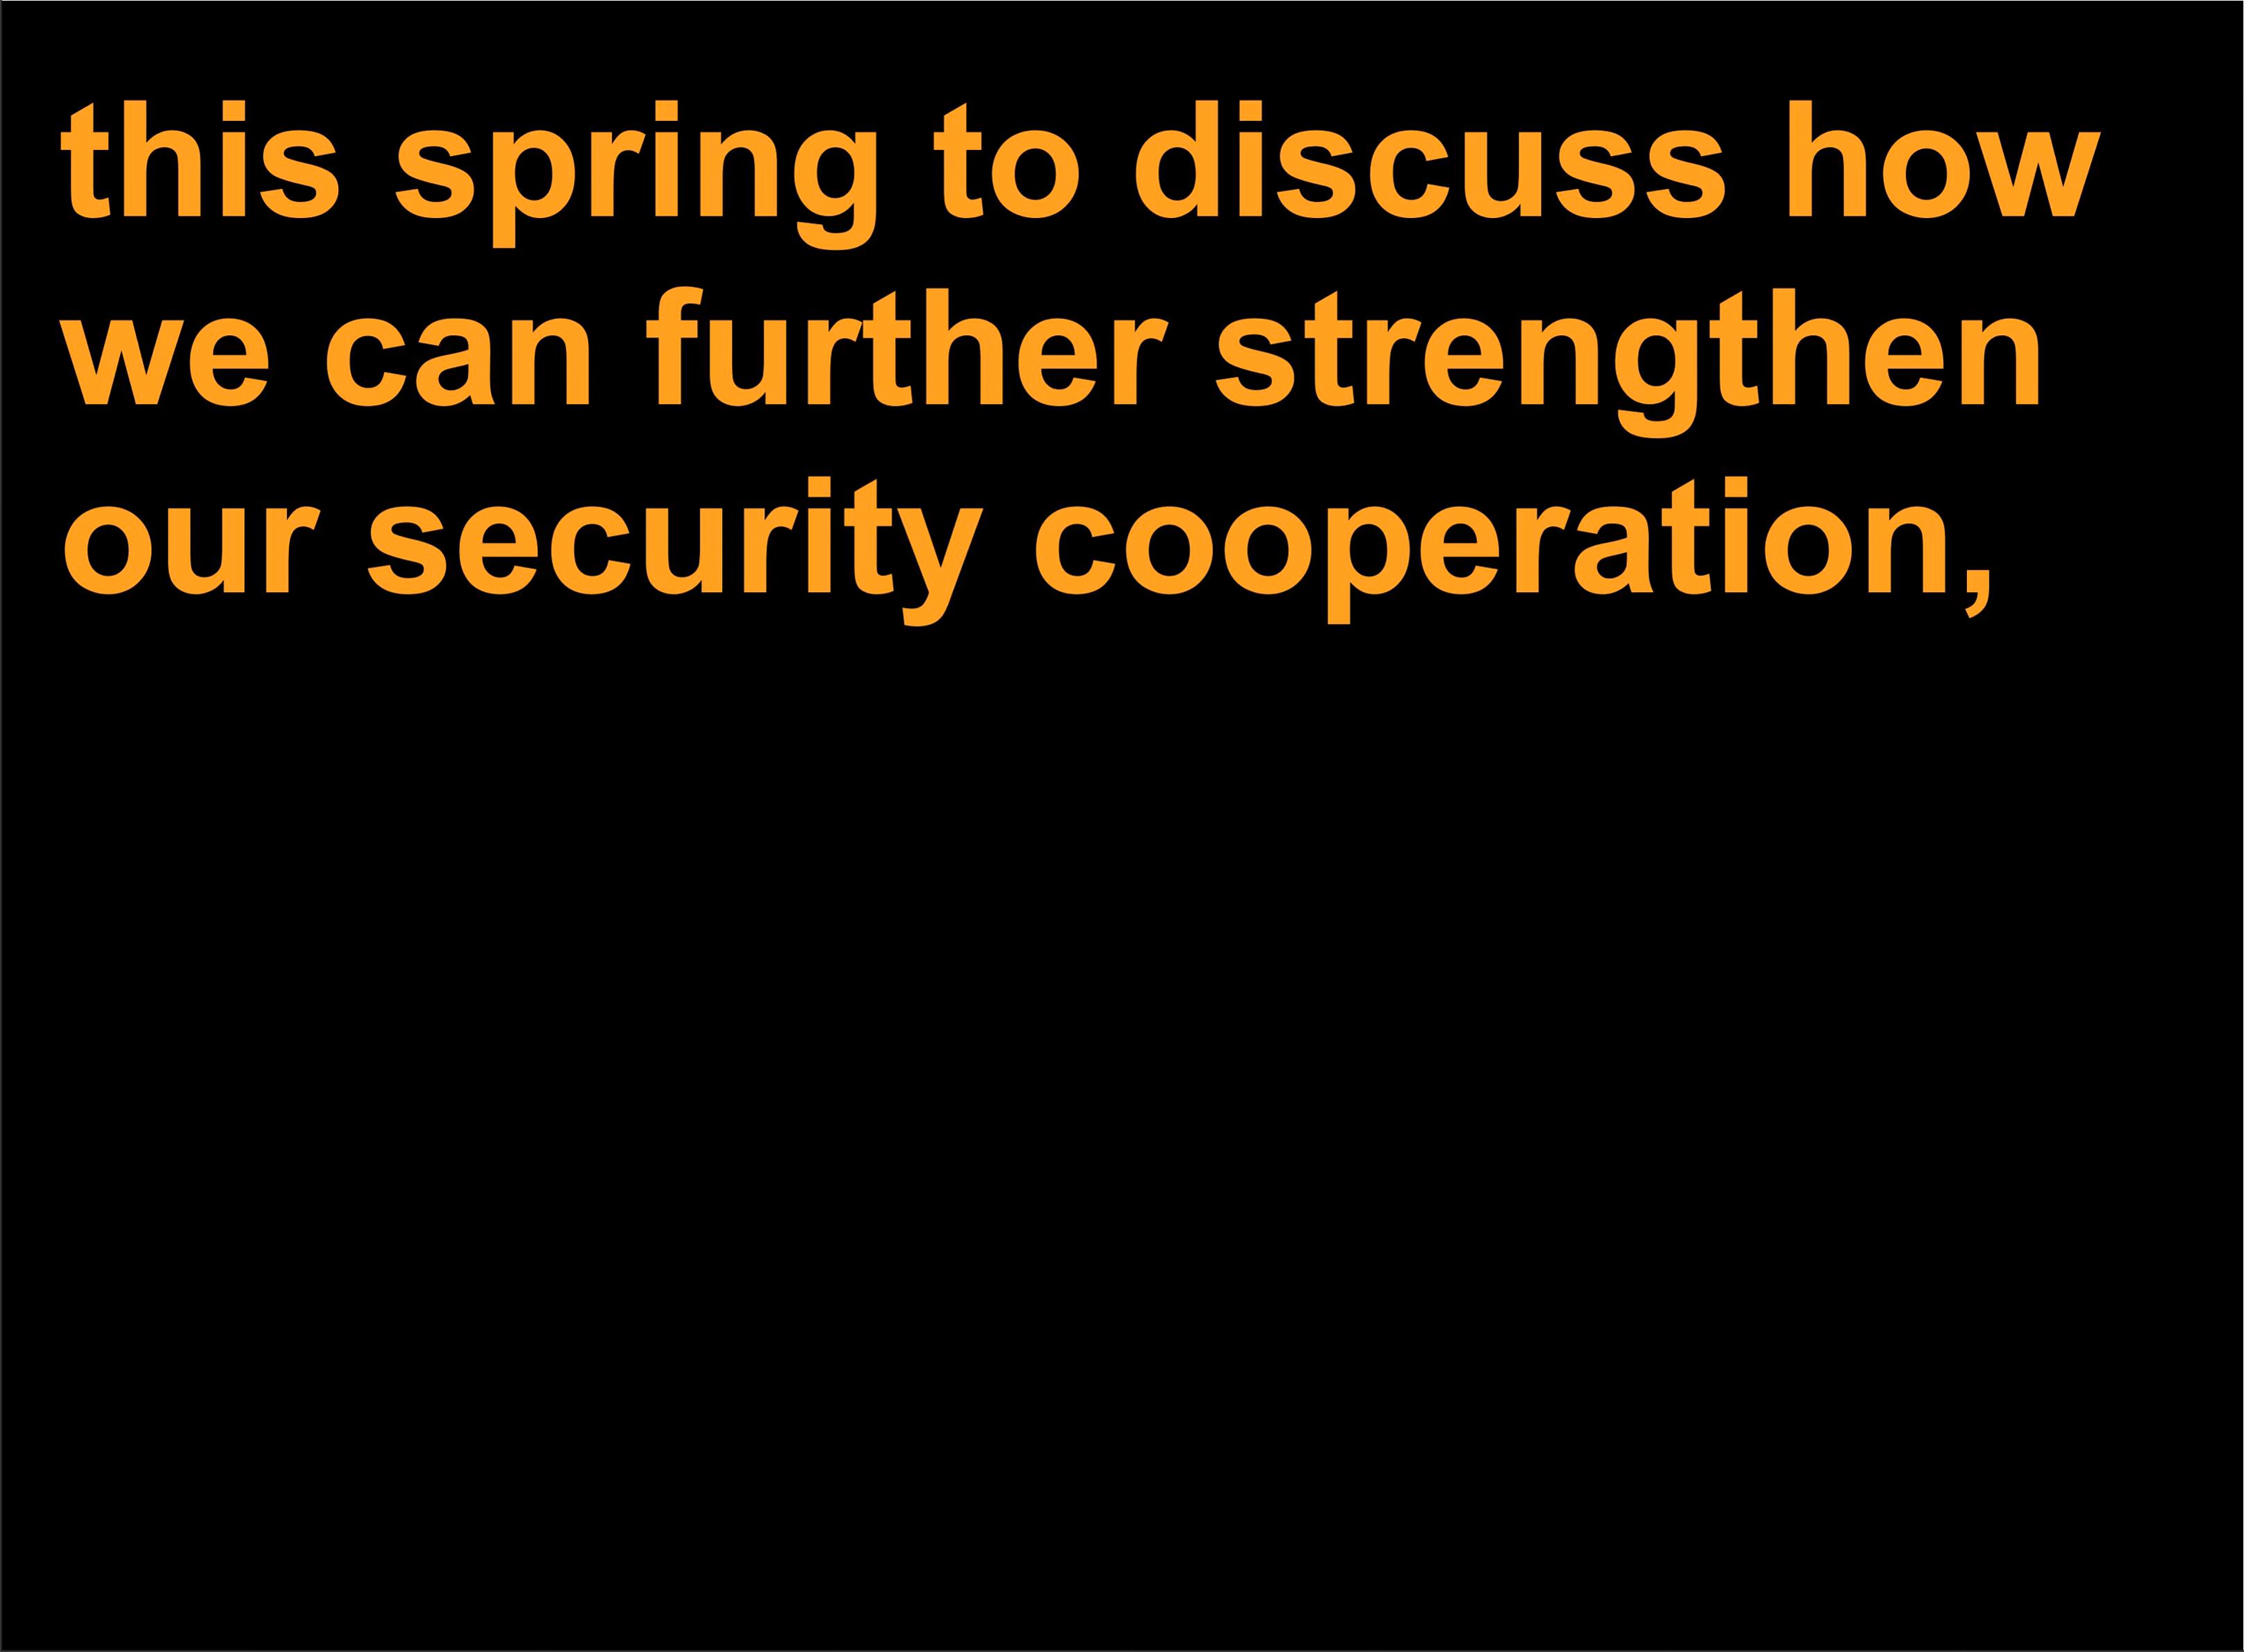 this spring to discuss how
we can further strengthen
our security cooperation,